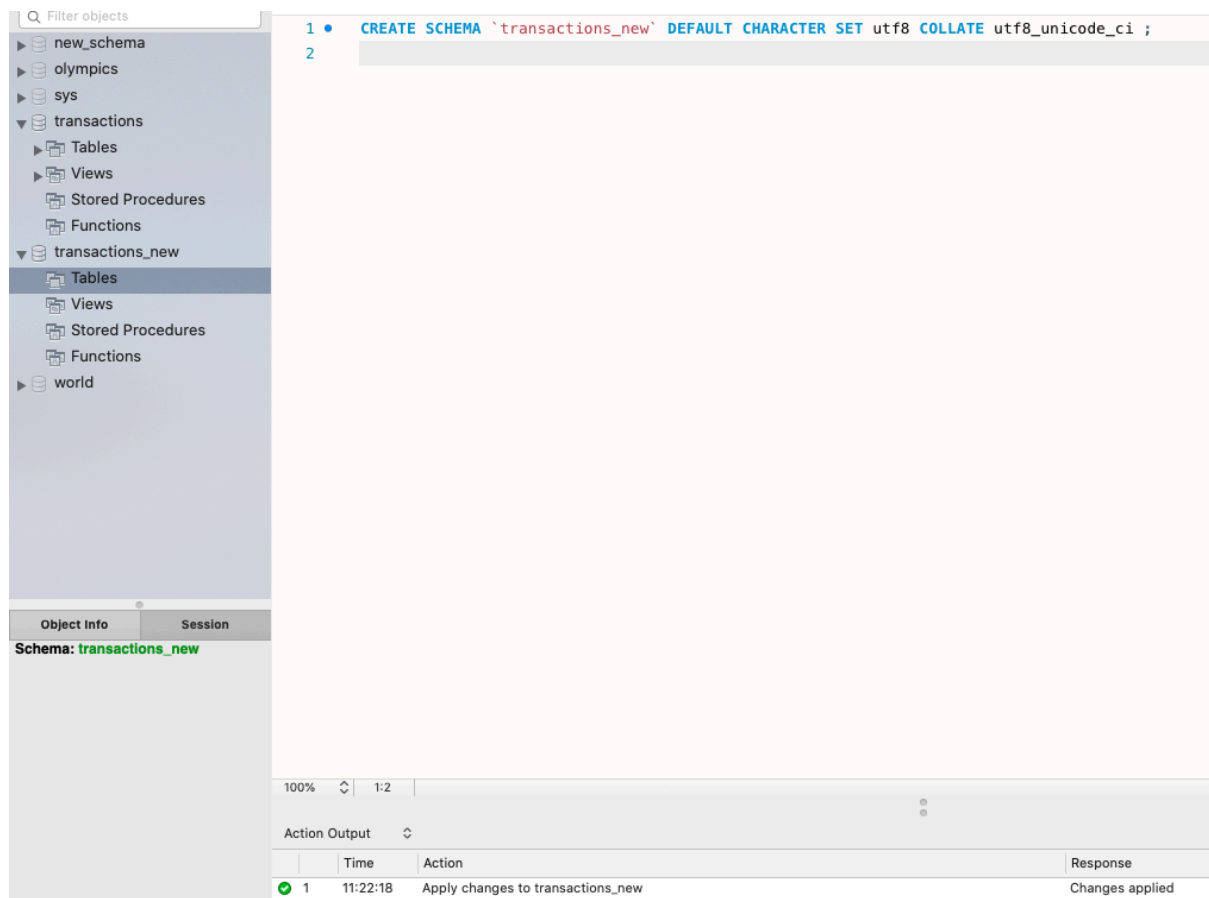 Filter objects
new_schema
olympics
sys
transactions
Tables
Views
Stored Procedures
Functions
transactions_new
Tables
Views
Stored Procedures
Functions
world
Object Info Session
Schema: transactions_new
1 CREATE SCHEMA `transactions_new` DEFAULT CHARACTER SET utf8 COLLATE utf8_unicode_ci ;
2
100% 1:2
Action Output
Time Action Response
1 11:22:18 Apply changes to transactions_new Changes applied